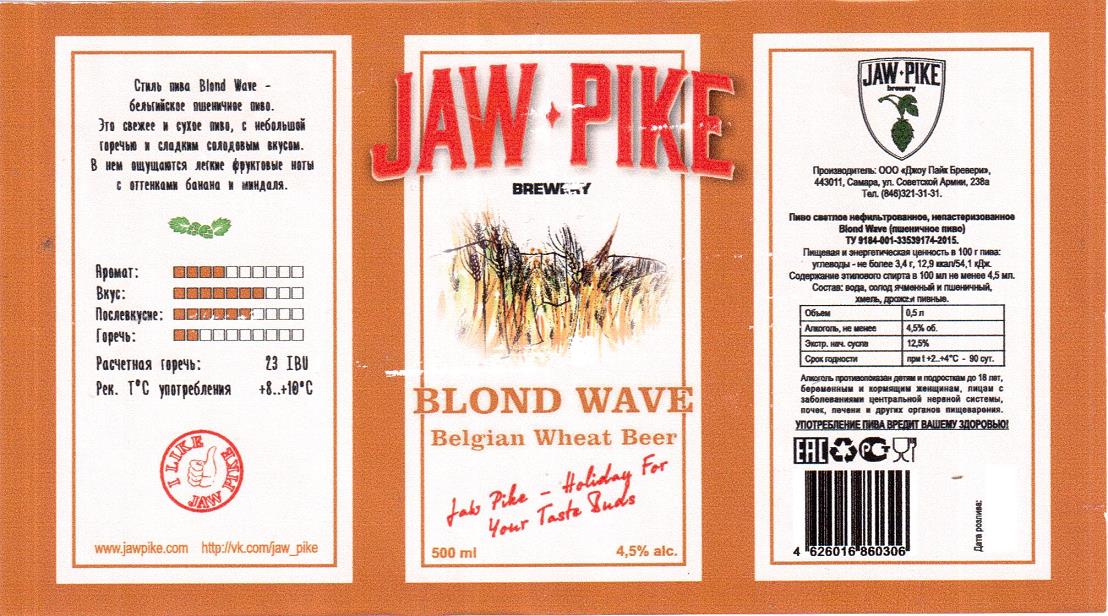 Стиль пива Blond Wave -
бельгийское пшеничное пиво.
Это свежее и сухое пиво, с небольшой
горечью и сладким солодовым вкусом.
В нем ощущаются легкие фруктовые ноты
с оттенками банана и миндаля.
Аромат:
Вкус:
Послевкусие:
Горечь:
Расчетная горечь: 23 IBU
Рек. T°C употребления +8..+10°C
I LIKE
JAW PIKE
www.jawpike.com http://vk.com/jaw_pike
JAW PIKE
BREWERY
BLOND WAVE
Belgian Wheat Beer
Jaw Pike - Holiday For
Your Taste Buds
500 ml 4,5% alc.
JAW PIKE
brewery
Производитель: ООО «Джоу Пайк Бревери»,
443011, Самара, ул. Советской Армии, 238а
Тел. (846)321-31-31.
Пиво светлое нефильтрованное, непастеризованное
Blond Wave (пшеничное пиво)
ТУ 9184-001-33539174-2015.
Пищевая и энергетическая ценность в 100 г пива:
углеводы - не более 3,4 г, 12,9 ккал/54,1 кДж.
Содержание этилового спирта в 100 мл не менее 4,5 мл.
Состав: вода, солод ячменный и пшеничный,
хмель, дрожжи пивные.
Объем 0,5 л
Алкоголь, не менее 4,5% об.
Экстр. нач. сусла 12,5%
Срок годности при t +2..+4°C - 90 сут.
Алкоголь противопоказан детям и подросткам до 18 лет,
беременным и кормящим женщинам, лицам с
заболеваниями центральной нервной системы,
почек, печени и других органов пищеварения.
УПОТРЕБЛЕНИЕ ПИВА ВРЕДИТ ВАШЕМУ ЗДОРОВЬЮ!
EAC
4 626016 860306
Дата розлива: